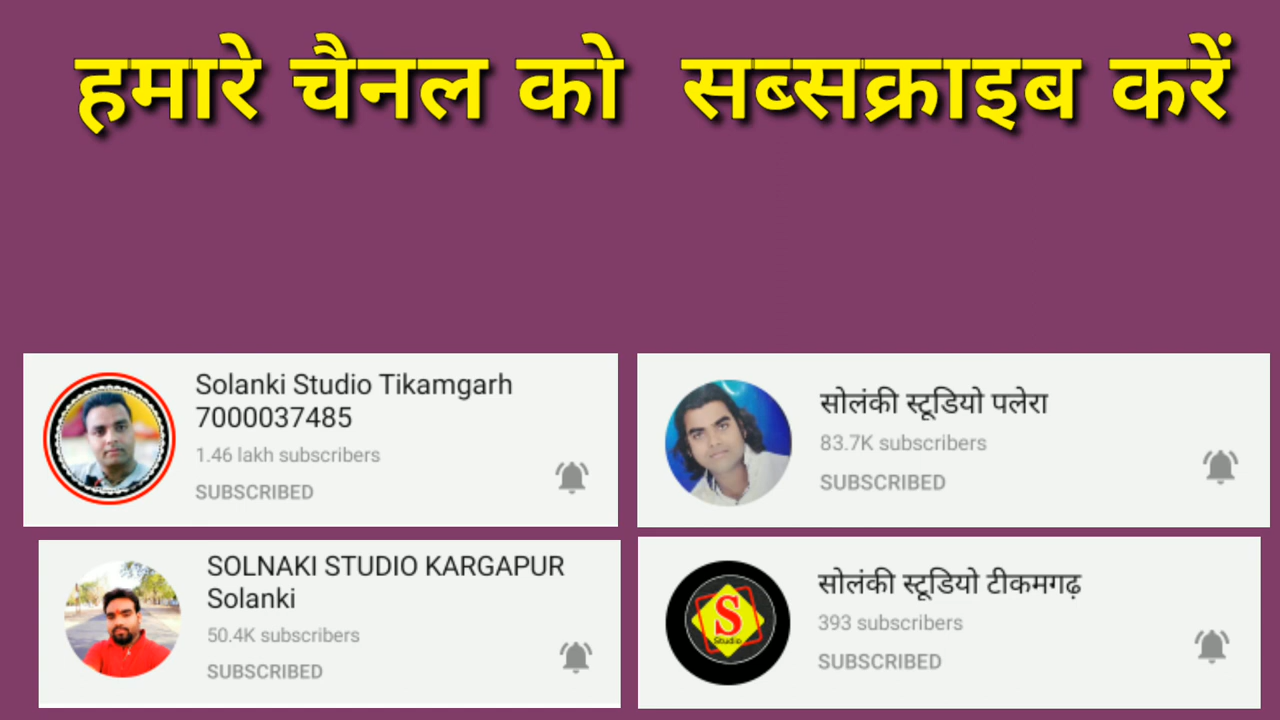 हमारे चैनल को सब्सक्राइब करें
Solanki Studio Tikamgarh
7000037485
1.46 lakh subscribers
SUBSCRIBED
सोलंकी स्टूडियो पलेरा
83.7K subscribers
SUBSCRIBED
SOLNAKI STUDIO KARGAPUR
Solanki
50.4K subscribers
SUBSCRIBED
S
Studio
सोलंकी स्टूडियो टीकमगढ़
393 subscribers
SUBSCRIBED